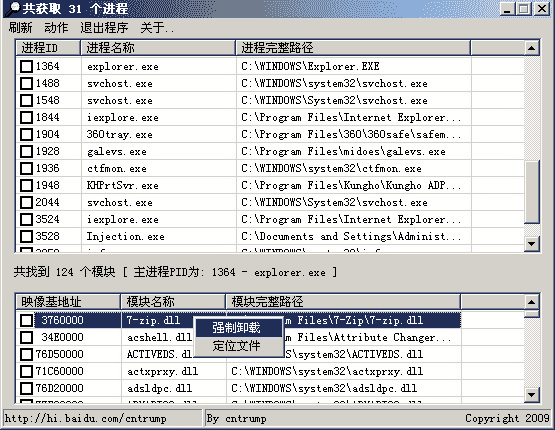 共获取 31 个进程
刷新 动作 退出程序 关于..
进程ID 进程名称 进程完整路径
1364 explorer.exe C:\WINDOWS\Explorer.EXE
1488 svchost.exe C:\WINDOWS\system32\svchost.exe
1548 svchost.exe C:\WINDOWS\system32\svchost.exe
1844 iexplore.exe C:\Program Files\Internet Explorer...
1904 360tray.exe C:\Program Files\360\360safe\safem...
1928 galevs.exe C:\Program Files\midoes\galevs.exe
1936 ctfmon.exe C:\WINDOWS\system32\ctfmon.exe
1948 KHPrtSvr.exe C:\Program Files\Kungho\Kungho ADP...
2044 svchost.exe C:\WINDOWS\System32\svchost.exe
3524 iexplore.exe C:\Program Files\Internet Explorer...
3528 Injection.exe C:\Documents and Settings\Administ...
共找到 124 个模块 [ 主进程PID为: 1364 - explorer.exe ]
映像基地址 模块名称 模块完整路径
3760000 7-zip.dll Files\7-Zip\7-zip.dll
强制卸载
34E0000 acshell.dll Files\Attribute Changer...
定位文件
76D50000 ACTIVEDS.dll C:\WINDOWS\system32\ACTIVEDS.dll
71C60000 actxprxy.dll C:\WINDOWS\system32\actxprxy.dll
76D20000 adsldpc.dll C:\WINDOWS\system32\adsldpc.dll
http://hi.baidu.com/cntrump By cntrump Copyright 2009